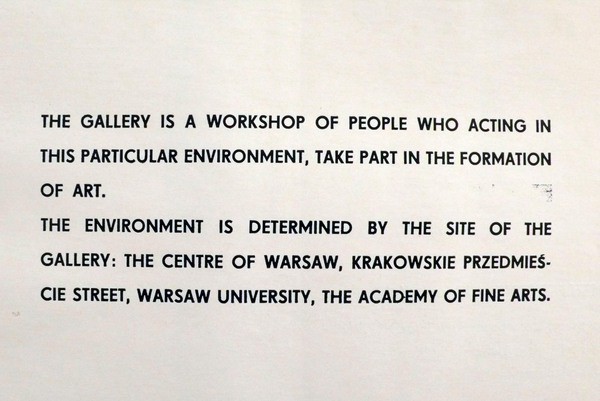 THE GALLERY IS A WORKSHOP OF PEOPLE WHO ACTING IN
THIS PARTICULAR ENVIRONMENT, TAKE PART IN THE FORMATION
OF ART.
THE ENVIRONMENT IS DETERMINED BY THE SITE OF THE
GALLERY: THE CENTRE OF WARSAW, KRAKOWSKIE PRZEDMIEŚ-
CIE STREET, WARSAW UNIVERSITY, THE ACADEMY OF FINE ARTS.